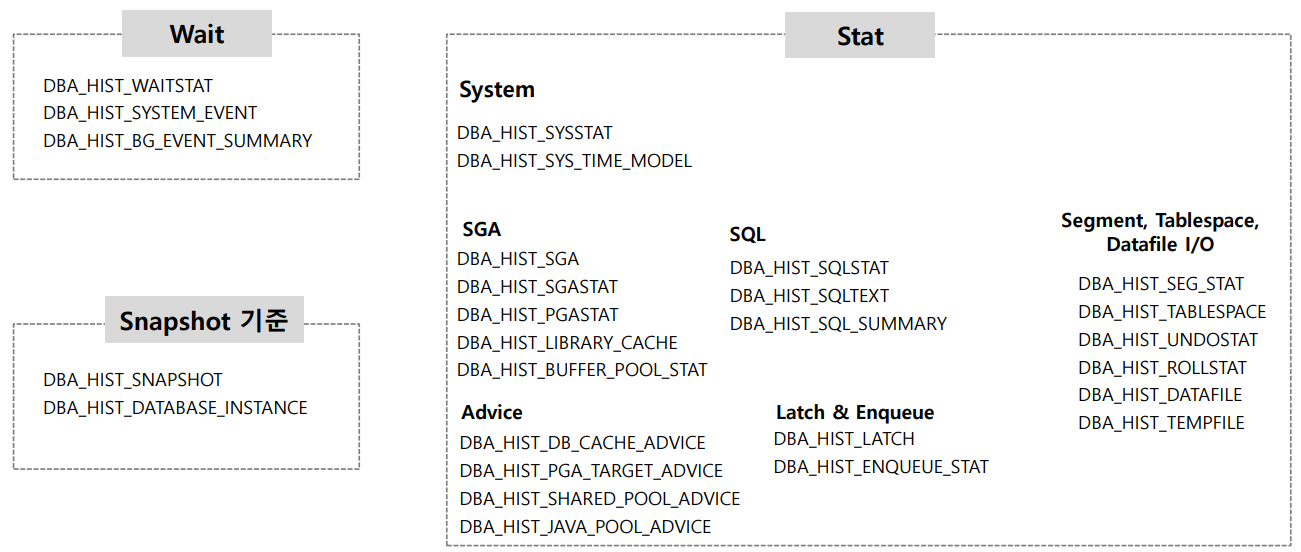 Wait
DBA_HIST_WAITSTAT
DBA_HIST_SYSTEM_EVENT
DBA_HIST_BG_EVENT_SUMMARY
Snapshot 기준
DBA_HIST_SNAPSHOT
DBA_HIST_DATABASE_INSTANCE
Stat
System
DBA_HIST_SYSSTAT
DBA_HIST_SYS_TIME_MODEL
SGA
DBA_HIST_SGA
DBA_HIST_SGASTAT
DBA_HIST_PGASTAT
DBA_HIST_LIBRARY_CACHE
DBA_HIST_BUFFER_POOL_STAT
SQL
DBA_HIST_SQLSTAT
DBA_HIST_SQLTEXT
DBA_HIST_SQL_SUMMARY
Segment, Tablespace,
Datafile I/O
DBA_HIST_SEG_STAT
DBA_HIST_TABLESPACE
DBA_HIST_UNDOSTAT
DBA_HIST_ROLLSTAT
DBA_HIST_DATAFILE
DBA_HIST_TEMPFILE
Advice
DBA_HIST_DB_CACHE_ADVICE
DBA_HIST_PGA_TARGET_ADVICE
DBA_HIST_SHARED_POOL_ADVICE
DBA_HIST_JAVA_POOL_ADVICE
Latch & Enqueue
DBA_HIST_LATCH
DBA_HIST_ENQUEUE_STAT